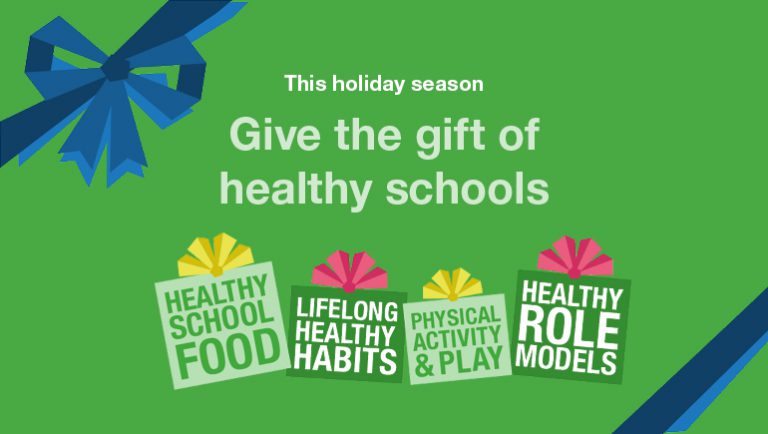 This holiday season
Give the gift of
healthy schools
HEALTHY
SCHOOL
FOOD
LIFELONG
HEALTHY
HABITS
PHYSICAL
ACTIVITY
& PLAY
HEALTHY
ROLE
MODELS